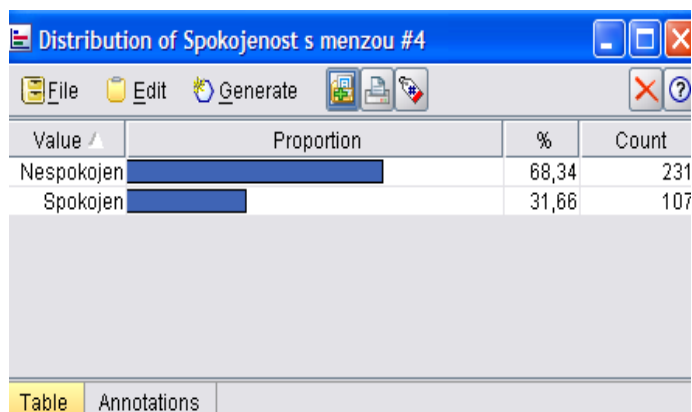 Distribution of Spokojenost s menzou #4
File Edit Generate
Value Proportion % Count
Nespokojen 68,34 231
Spokojen 31,66 107
Table Annotations